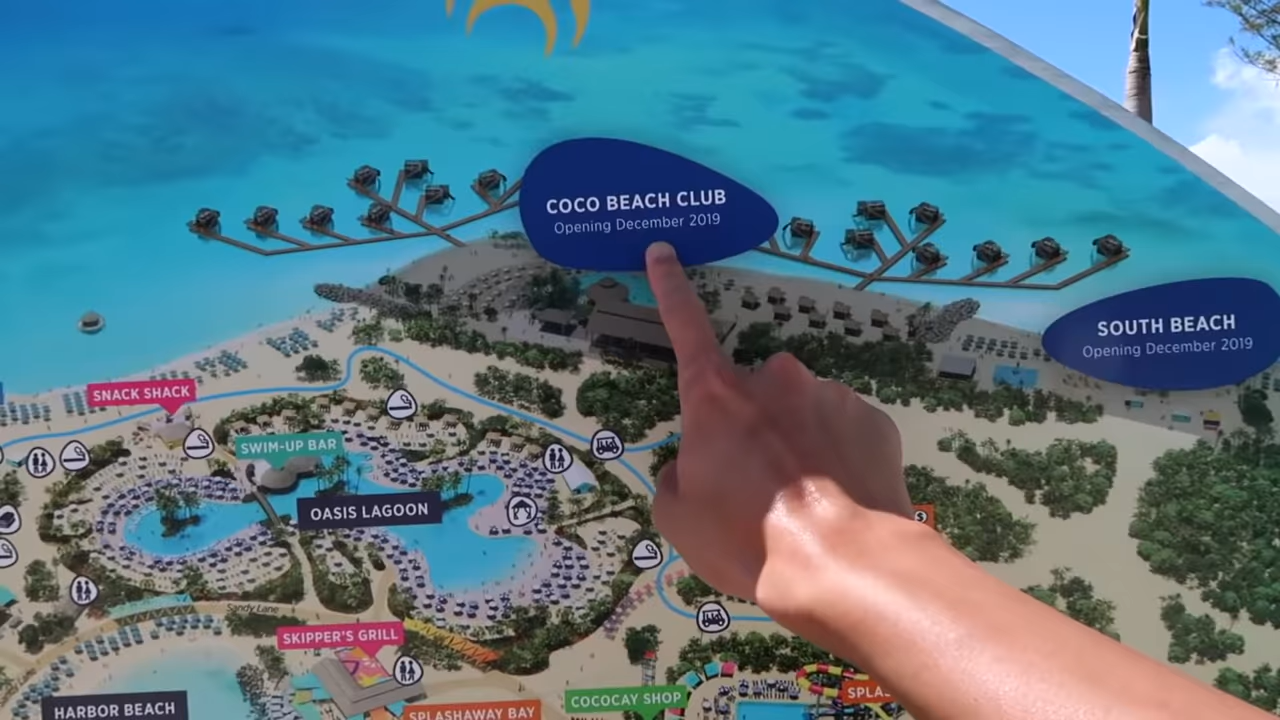 COCO BEACH CLUB
Opening December 2019
SOUTH BEACH
Opening December 2019
SNACK SHACK
SWIM-UP BAR
OASIS LAGOON
Sandy Lane
SKIPPER'S GRILL
HARBOR BEACH
SPLASHAWAY BAY
COCOCAY SHOP
SPLAS
$